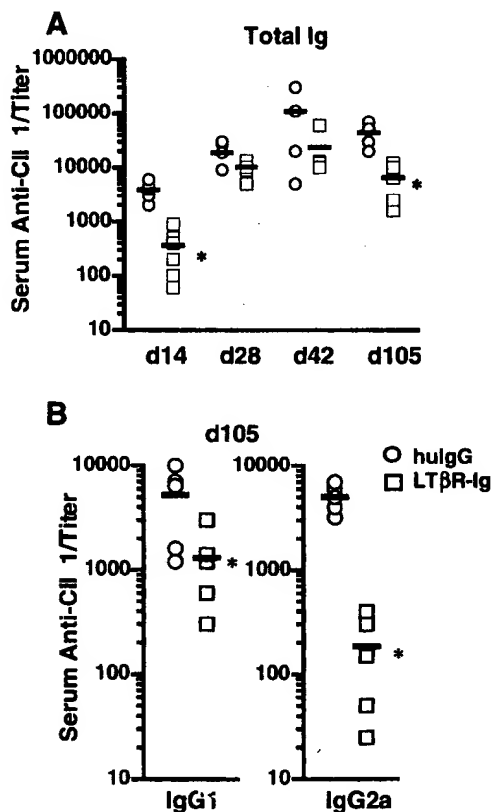 A
Total Ig
Serum Anti-CII 1/Titer
1000000
100000
10000
1000
100
10
*
*
d14 d28 d42 d105
B
d105
huIgG
LTβR-Ig
Serum Anti-CII 1/Titer
10000
1000
100
10
*
IgG1
10000
1000
100
10
*
IgG2a